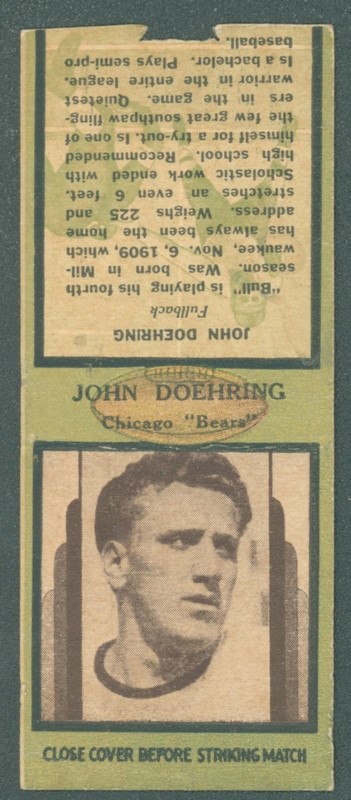 JOHN DOEHRING
Fullback
"Bull" is playing his fourth
season. Was born in Mil-
waukee, Nov. 6, 1909, which
has always been the home
address. Weighs 225 and
stretches an even 6 feet.
Scholastic work ended with
high school. Recommended
himself for a try-out. Is one of
the few great southpaw fling-
ers in the game. Quietest
warrior in the entire league.
Is a bachelor. Plays semi-pro
baseball.
JOHN DOEHRING
Chicago "Bears"
CLOSE COVER BEFORE STRIKING MATCH